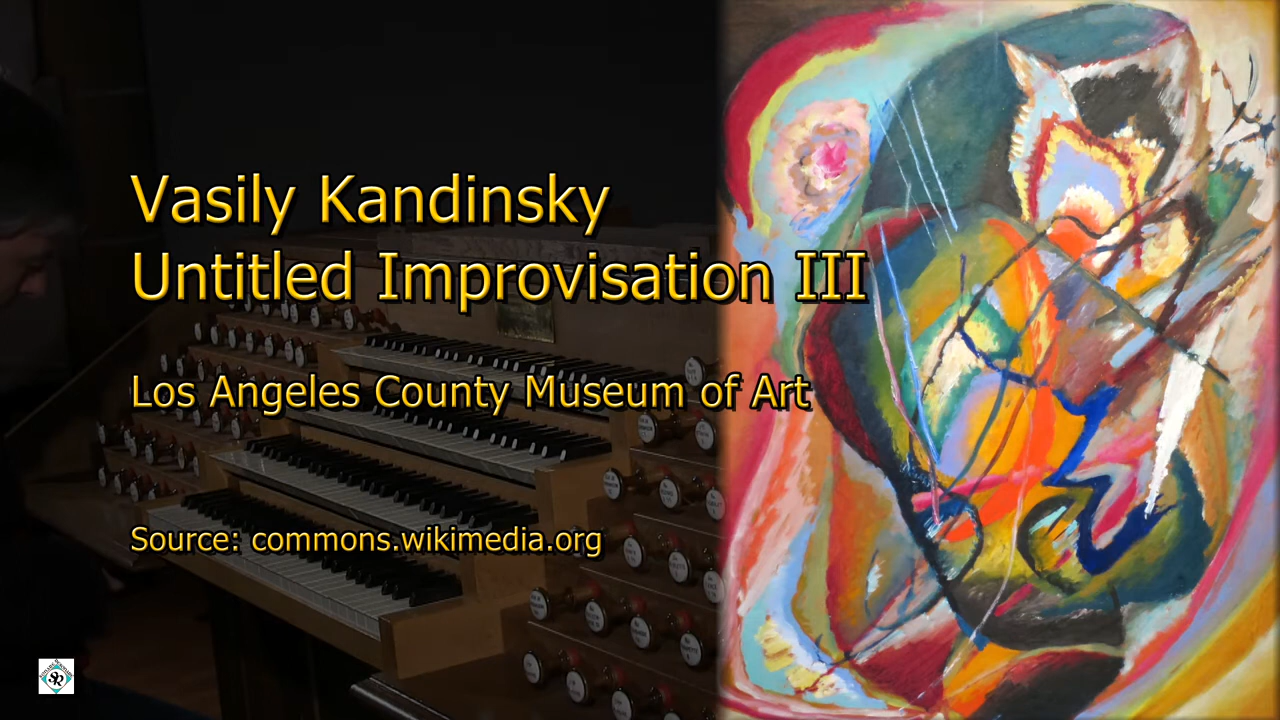 Vasily Kandinsky
Untitled Improvisation III
Los Angeles County Museum of Art
Source: commons.wikimedia.org